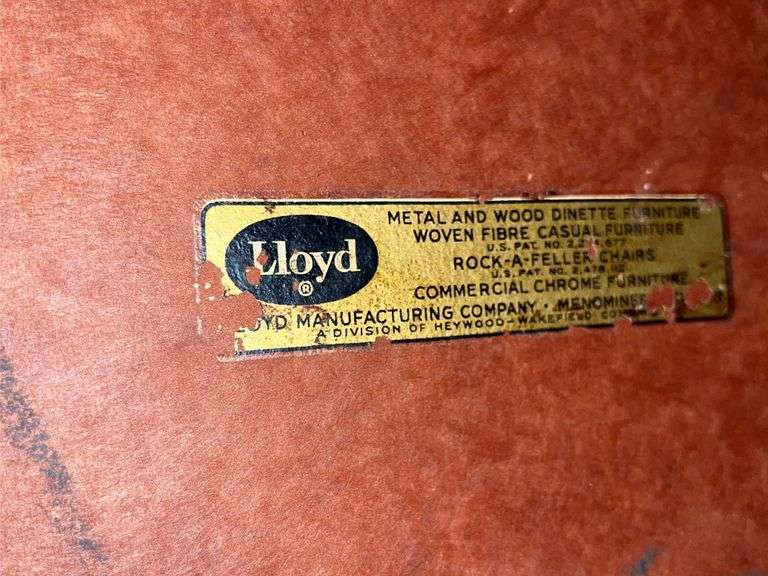 Lloyd
®
METAL AND WOOD DINETTE FURNITURE
WOVEN FIBRE CASUAL FURNITURE
U.S. PAT. NO.
ROCK-A-FELLER CHAIRS
U.S. PAT. NO.
COMMERCIAL CHROME FURNITURE
LOYD MANUFACTURING COMPANY • MENOMINEE
A DIVISION OF HEYWOOD-WAKEFIELD